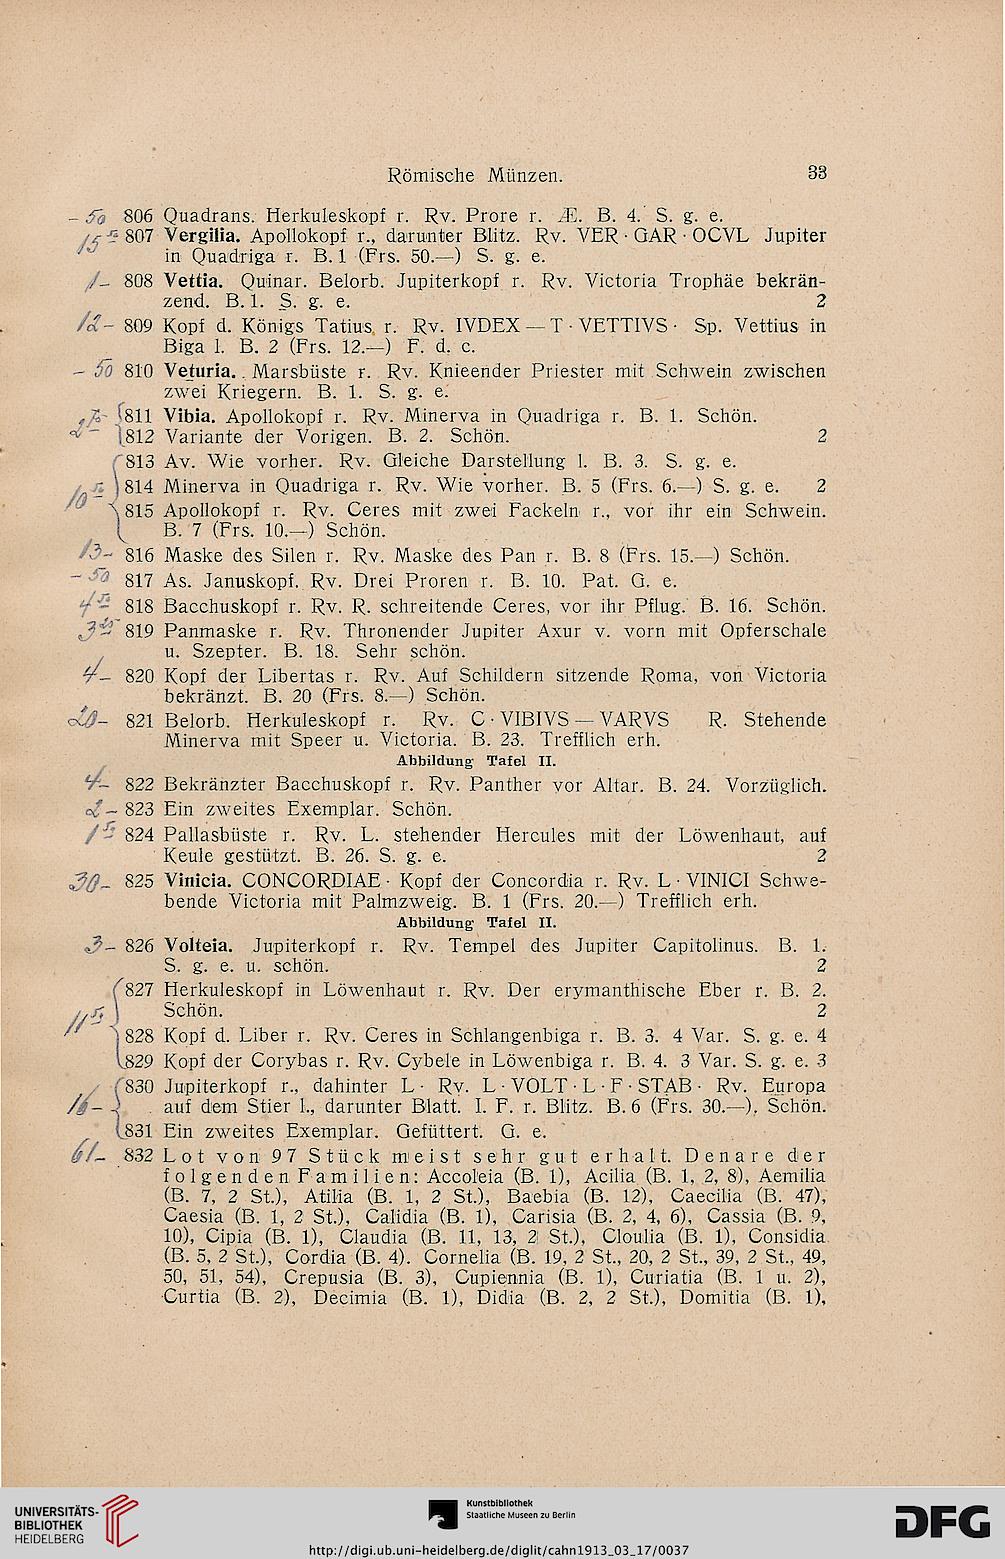 Römische Münzen. 33
- 50 806 Quadrans. Herkuleskopf r. Rv. Prore r. Æ. B. 4. S. g. e.
15 50 807 Vergilia. Apollokopf r., darunter Blitz. Rv. VER · GAR · OCVL Jupiter
in Quadriga r. B. 1 (Frs. 50.—) S. g. e.
1- 808 Vettia. Quinar. Belorb. Jupiterkopf r. Rv. Victoria Trophäe bekrän-
zend. B. 1. S. g. e. 2
12- 809 Kopf d. Königs Tatius r. Rv. IVDEX — T · VETTIVS · Sp. Vettius in
Biga l. B. 2 (Frs. 12.—) F. d. c.
- 50 810 Veturia. Marsbüste r. Rv. Knieender Priester mit Schwein zwischen
zwei Kriegern. B. 1. S. g. e.
811 Vibia. Apollokopf r. Rv. Minerva in Quadriga r. B. 1. Schön.
812 Variante der Vorigen. B. 2. Schön. 2
813 Av. Wie vorher. Rv. Gleiche Darstellung l. B. 3. S. g. e.
10 50 814 Minerva in Quadriga r. Rv. Wie vorher. B. 5 (Frs. 6.—) S. g. e. 2
815 Apollokopf r. Rv. Ceres mit zwei Fackeln r., vor ihr ein Schwein.
B. 7 (Frs. 10.—) Schön.
13- 816 Maske des Silen r. Rv. Maske des Pan r. B. 8 (Frs. 15.—) Schön.
- 50 817 As. Januskopf. Rv. Drei Proren r. B. 10. Pat. G. e.
4 50 818 Bacchuskopf r. Rv. R. schreitende Ceres, vor ihr Pflug. B. 16. Schön.
3 25 819 Panmaske r. Rv. Thronender Jupiter Axur v. vorn mit Opferschale
u. Szepter. B. 18. Sehr schön.
4- 820 Kopf der Libertas r. Rv. Auf Schildern sitzende Roma, von Victoria
bekränzt. B. 20 (Frs. 8.—) Schön.
20- 821 Belorb. Herkuleskopf r. Rv. C · VIBIVS — VARVS R. Stehende
Minerva mit Speer u. Victoria. B. 23. Trefflich erh.
Abbildung Tafel II.
4- 822 Bekränzter Bacchuskopf r. Rv. Panther vor Altar. B. 24. Vorzüglich.
2- 823 Ein zweites Exemplar. Schön.
1 50 824 Pallasbüste r. Rv. L. stehender Hercules mit der Löwenhaut, auf
Keule gestützt. B. 26. S. g. e. 2
30- 825 Vinicia. CONCORDIAE · Kopf der Concordia r. Rv. L · VINICI Schwe-
bende Victoria mit Palmzweig. B. 1 (Frs. 20.—) Trefflich erh.
Abbildung Tafel II.
3- 826 Volteia. Jupiterkopf r. Rv. Tempel des Jupiter Capitolinus. B. 1.
S. g. e. u. schön. 2
827 Herkuleskopf in Löwenhaut r. Rv. Der erymanthische Eber r. B. 2.
11 50 Schön. 2
828 Kopf d. Liber r. Rv. Ceres in Schlangenbiga r. B. 3. 4 Var. S. g. e. 4
829 Kopf der Corybas r. Rv. Cybele in Löwenbiga r. B. 4. 3 Var. S. g. e. 3
830 Jupiterkopf r., dahinter L · Rv. L · VOLT · L · F · STAB · Rv. Europa
auf dem Stier l., darunter Blatt. I. F. r. Blitz. B. 6 (Frs. 30.—). Schön.
831 Ein zweites Exemplar. Gefüttert. G. e.
61- 832 Lot von 97 Stück meist sehr gut erhalt. Denare der
folgenden Familien: Accoleia (B. 1), Acilia (B. 1, 2, 8), Aemilia
(B. 7, 2 St.), Atilia (B. 1, 2 St.), Baebia (B. 12), Caecilia (B. 47),
Caesia (B. 1, 2 St.), Calidia (B. 1), Carisia (B. 2, 4, 6), Cassia (B. 9,
10), Cipia (B. 1), Claudia (B. 11, 13, 2 St.), Cloulia (B. 1), Considia
(B. 5, 2 St.), Cordia (B. 4). Cornelia (B. 19, 2 St., 20, 2 St., 39, 2 St., 49,
50, 51, 54), Crepusia (B. 3), Cupiennia (B. 1), Curiatia (B. 1 u. 2),
Curtia (B. 2), Decimia (B. 1), Didia (B. 2, 2 St.), Domitia (B. 1),
UNIVERSITÄTS-
BIBLIOTHEK
HEIDELBERG
Kunstbibliothek
Staatliche Museen zu Berlin
DFG
http://digi.ub.uni-heidelberg.de/diglit/cahn1913_03_17/0037